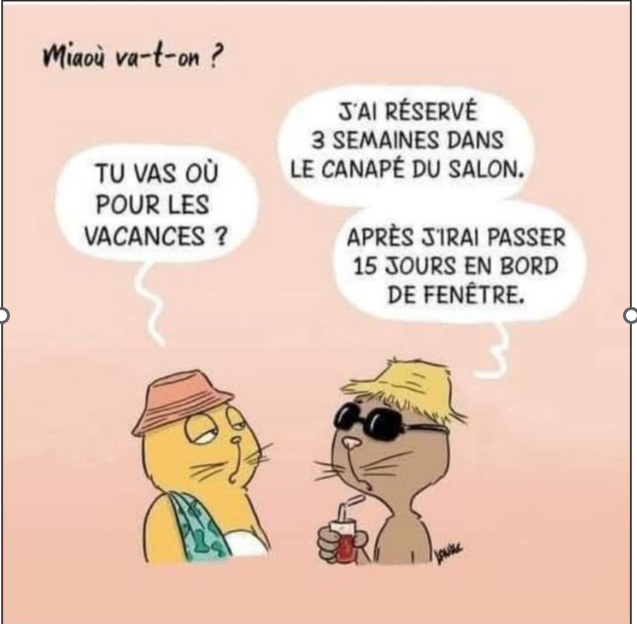 Miaoù va-t-on ?
TU VAS OÙ
POUR LES
VACANCES ?
J'AI RÉSERVÉ
3 SEMAINES DANS
LE CANAPÉ DU SALON.
APRÈS J'IRAI PASSER
15 JOURS EN BORD
DE FENÊTRE.